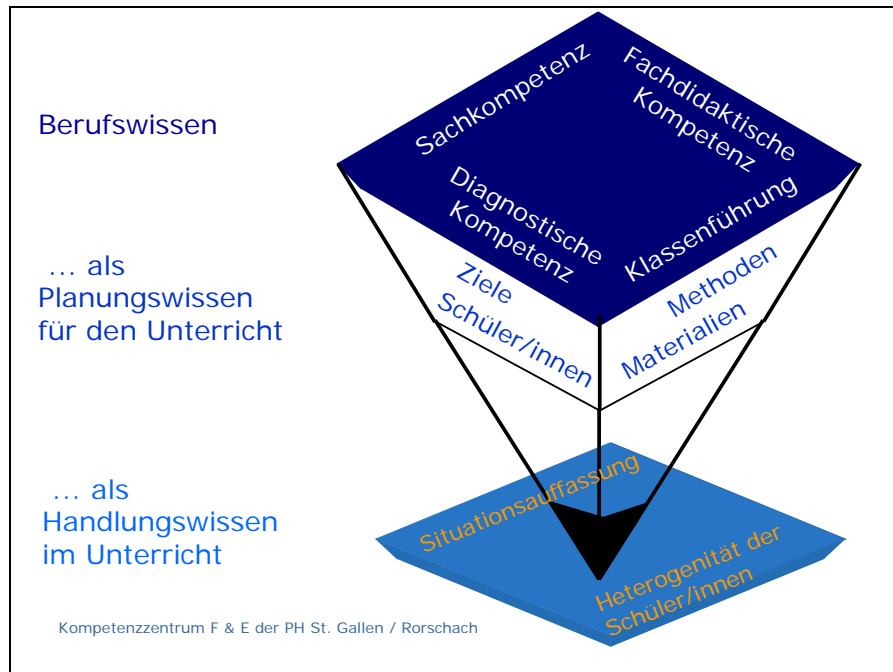 Berufswissen
Sachkompetenz
Fachdidaktische
Kompetenz
Diagnostische
Kompetenz
Klassenführung
... als
Planungswissen
für den Unterricht
Ziele
Schüler/innen
Methoden
Materialien
... als
Handlungswissen
im Unterricht
Situationsauffassung
Heterogenität der
Schüler/innen
Kompetenzzentrum F & E der PH St. Gallen / Rorschach